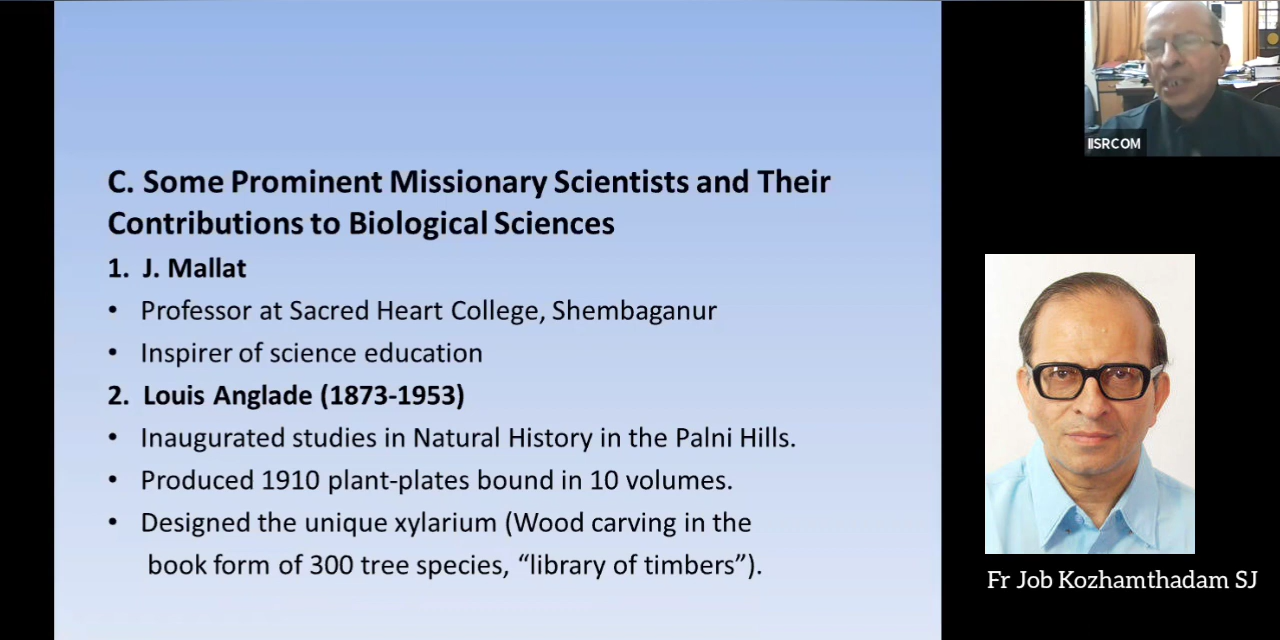 C. Some Prominent Missionary Scientists and Their
Contributions to Biological Sciences
1. J. Mallat
• Professor at Sacred Heart College, Shembaganur
• Inspirer of science education
2. Louis Anglade (1873-1953)
• Inaugurated studies in Natural History in the Palni Hills.
• Produced 1910 plant-plates bound in 10 volumes.
• Designed the unique xylarium (Wood carving in the
book form of 300 tree species, “library of timbers”).
IISRCOM
Fr Job Kozhamthadam SJ